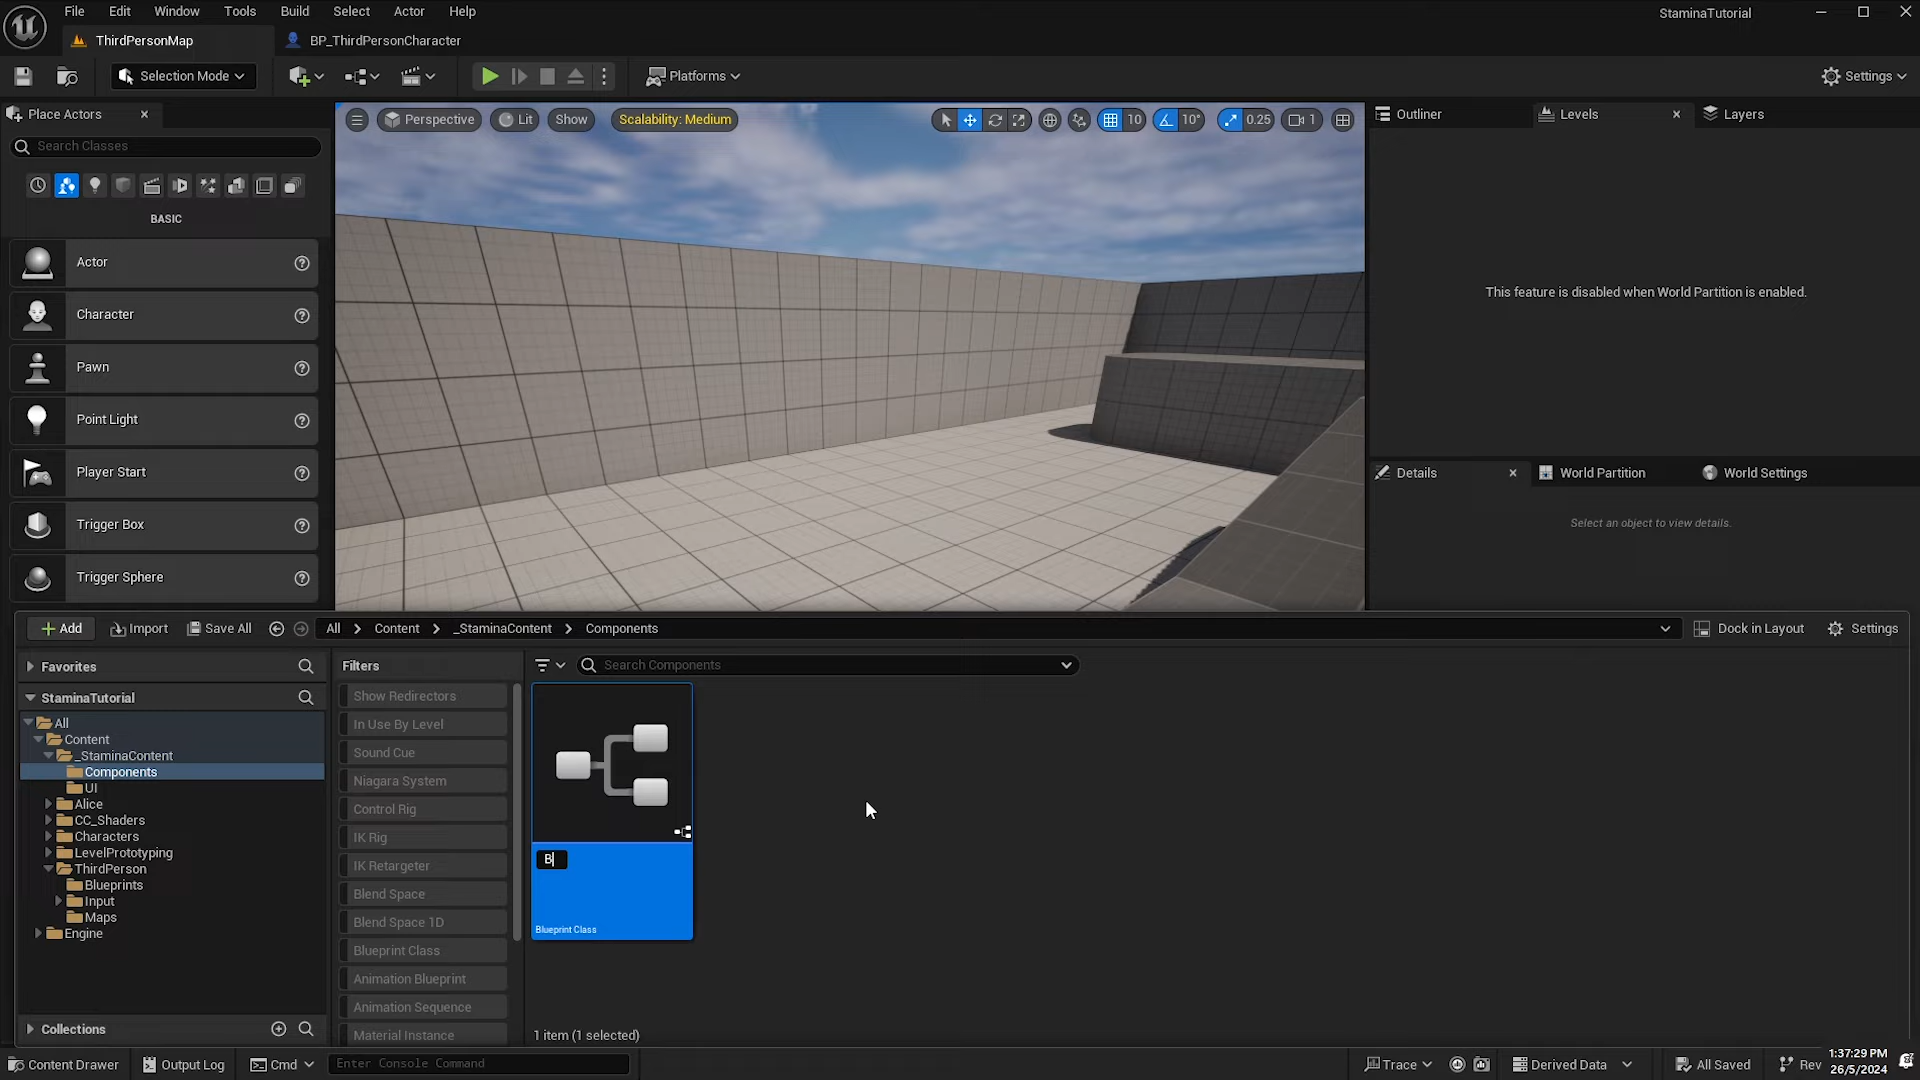 File Edit Window Tools Build Select Actor Help
StaminaTutorial
ThirdPersonMap
BP_ThirdPersonCharacter
Selection Mode
Platforms
Settings
Place Actors
Search Classes
BASIC
Actor
Character
Pawn
Point Light
Player Start
Trigger Box
Trigger Sphere
Perspective Lit Show Scalability: Medium
10 10° 0.25 1
Outliner Levels Layers
This feature is disabled when World Partition is enabled.
Details World Partition World Settings
Select an object to view details.
Add Import Save All All > Content > _StaminaContent > Components
Dock in Layout Settings
Favorites
StaminaTutorial
All
Content
_StaminaContent
Components
UI
Alice
CC_Shaders
Characters
LevelPrototyping
ThirdPerson
Blueprints
Input
Maps
Engine
Collections
Filters
Show Redirectors
In Use By Level
Sound Cue
Niagara System
Control Rig
IK Rig
IK Retargeter
Blend Space
Blend Space 1D
Blueprint Class
Animation Blueprint
Animation Sequence
Material Instance
Search Components
B
Blueprint Class
1 item (1 selected)
Content Drawer Output Log Cmd Enter Console Command
Trace Derived Data All Saved Rev
1:37:29 PM
26/5/2024